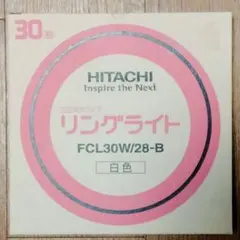 30形
HITACHI
Inspire the Next
リングライト
FCL30W/28-B
白色